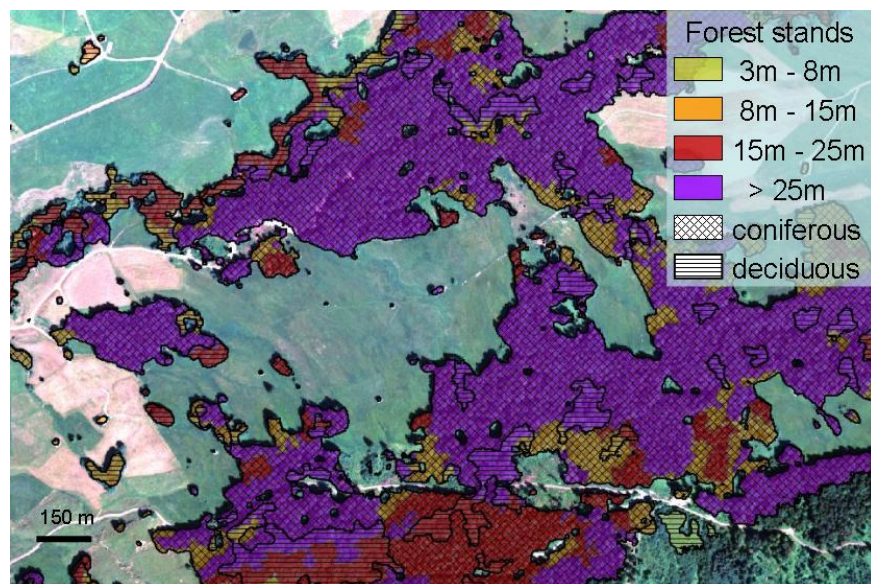 Forest stands
3m - 8m
8m - 15m
15m - 25m
> 25m
coniferous
deciduous
150 m